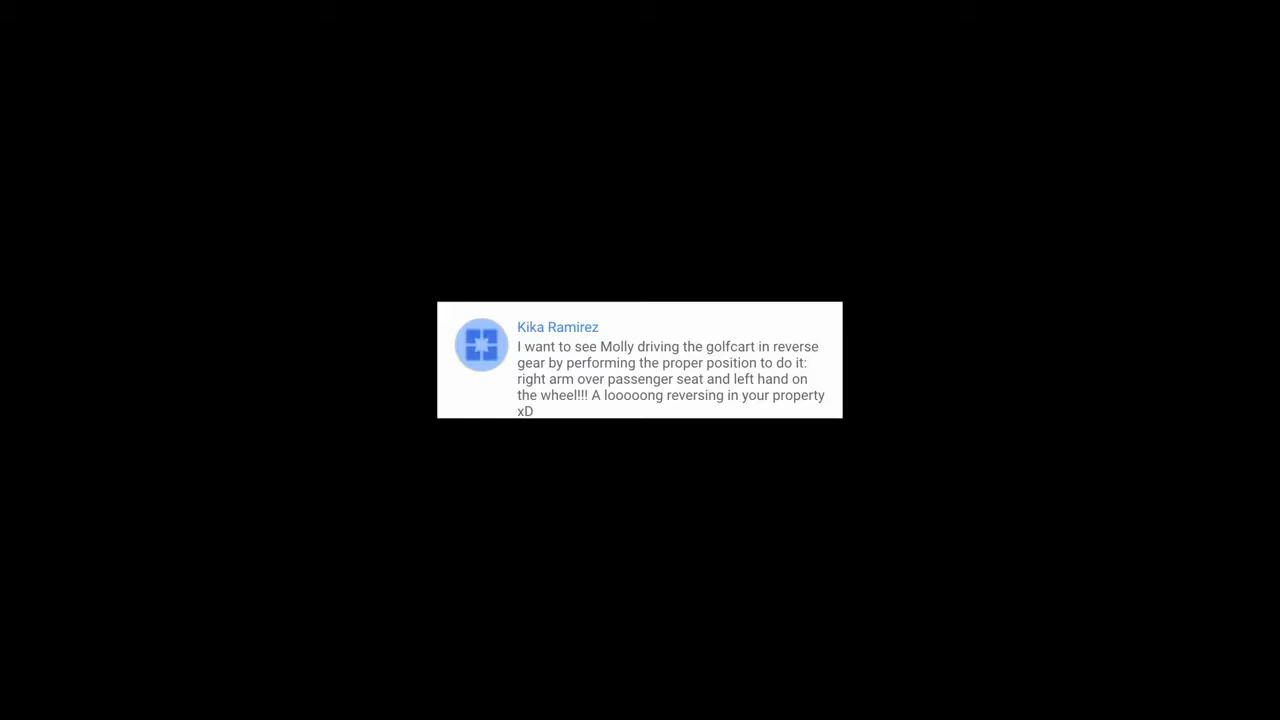 Kika Ramirez
I want to see Molly driving the golfcart in reverse
gear by performing the proper position to do it:
right arm over passenger seat and left hand on
the wheel!!! A looooong reversing in your property
xD